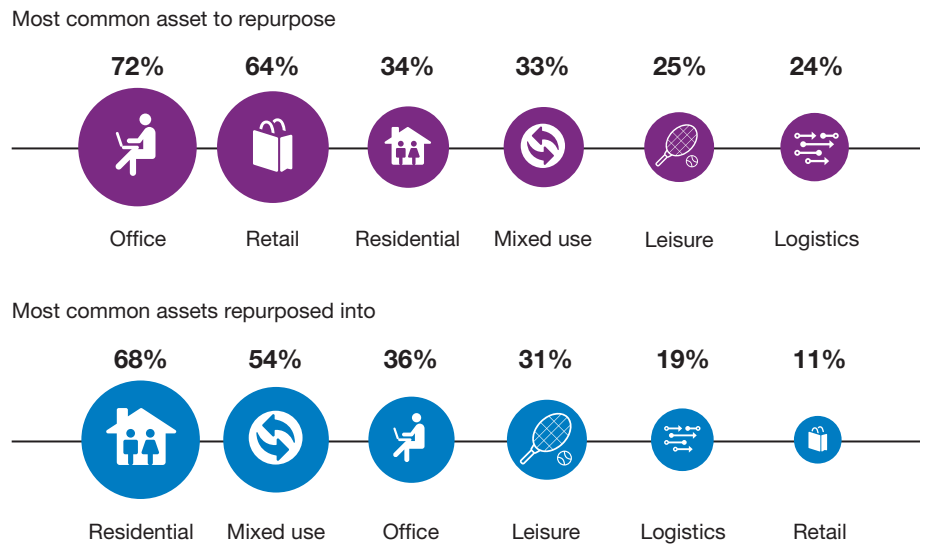 Most common asset to repurpose
72% 64% 34% 33% 25% 24%
Office Retail Residential Mixed use Leisure Logistics
Most common assets repurposed into
68% 54% 36% 31% 19% 11%
Residential Mixed use Office Leisure Logistics Retail